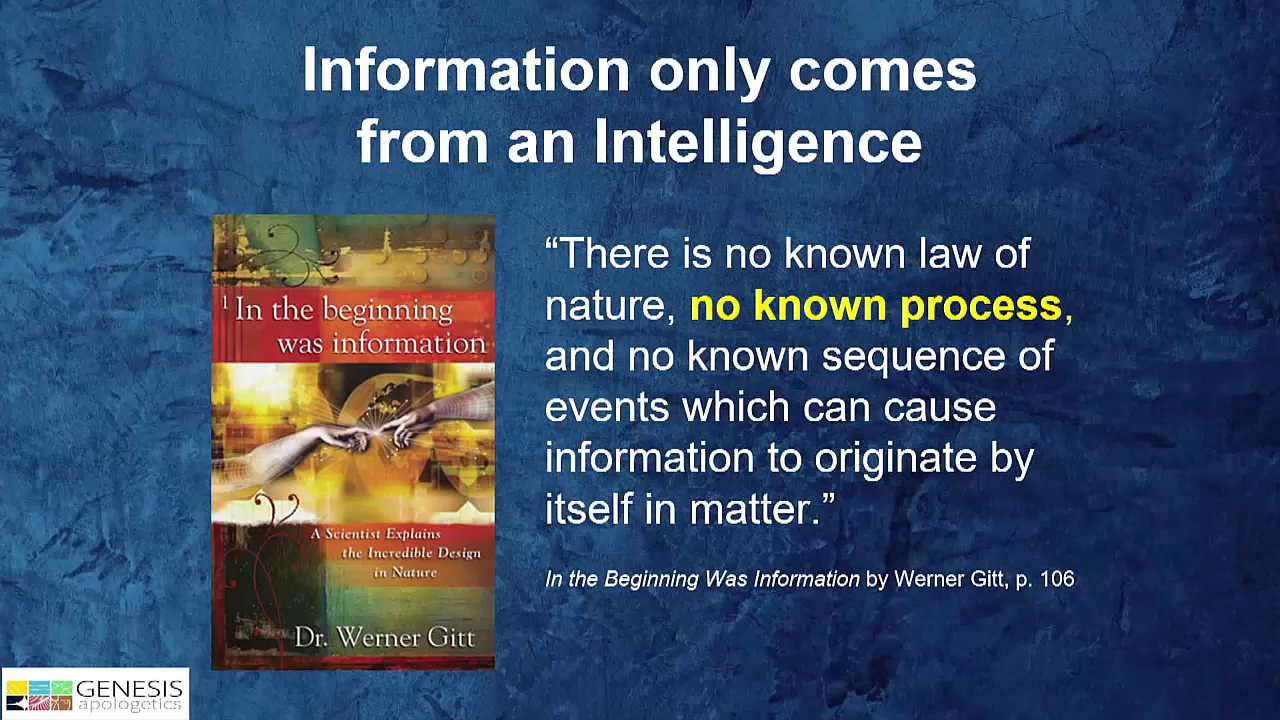 Information only comes
from an Intelligence
1 In the beginning
was information
A Scientist Explains
the Incredible Design
in Nature
Dr. Werner Gitt
“There is no known law of
nature, no known process,
and no known sequence of
events which can cause
information to originate by
itself in matter.”
In the Beginning Was Information by Werner Gitt, p. 106
GENESIS
apologetics